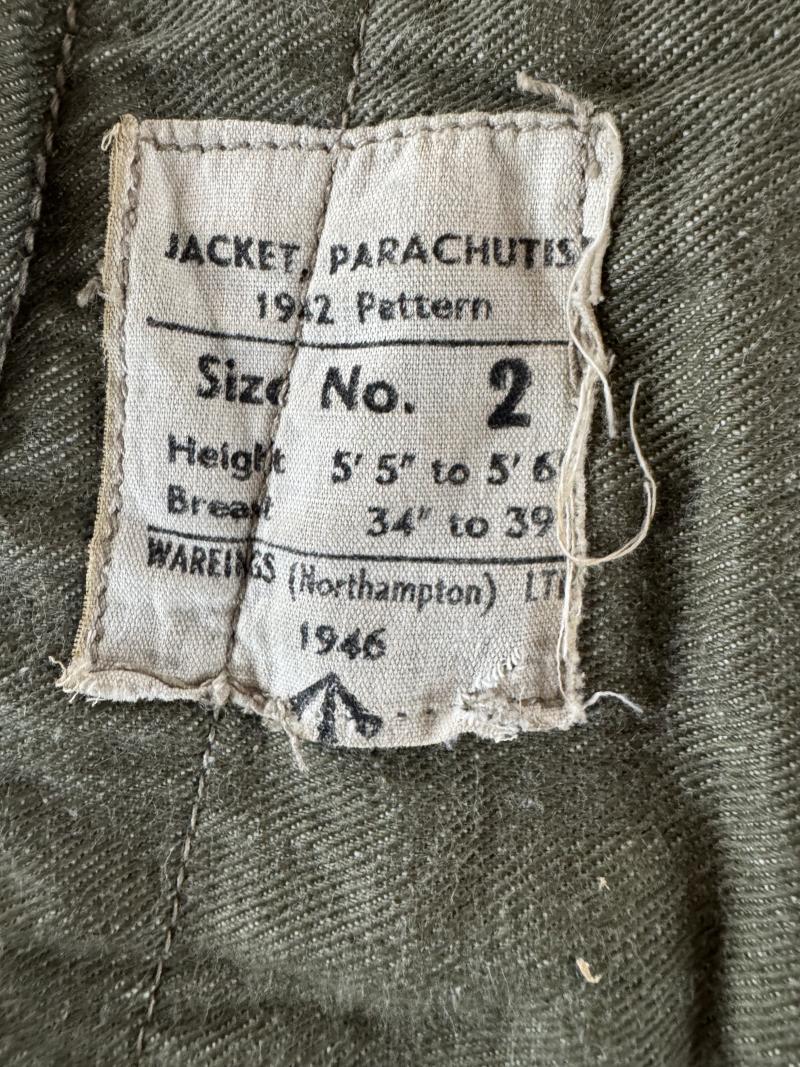 JACKET, PARACHUTIST
1942 Pattern
Size No. 2
Height 5' 5" to 5' 6
Breast 34" to 39
WAREINGS (Northampton) LTD
1946